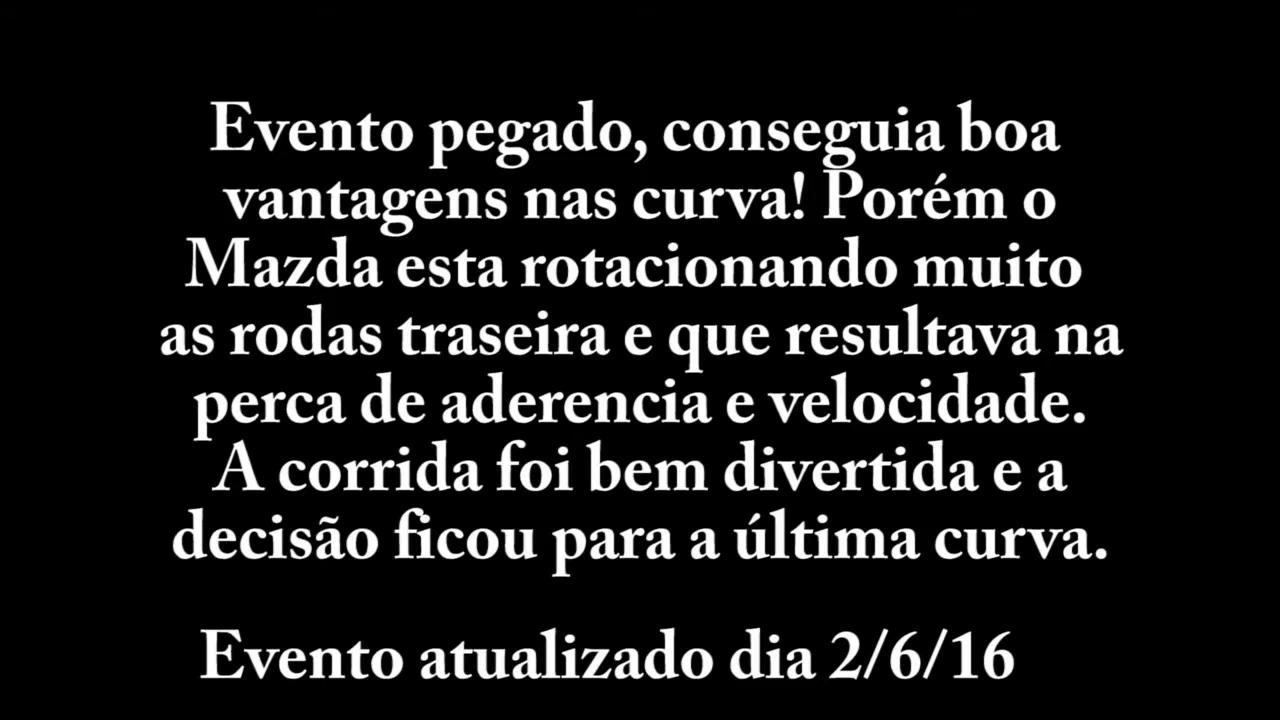 Evento pegado, conseguia boa
vantagens nas curva! Porém o
Mazda esta rotacionando muito
as rodas traseira e que resultava na
perca de aderencia e velocidade.
A corrida foi bem divertida e a
decisão ficou para a última curva.
Evento atualizado dia 2/6/16